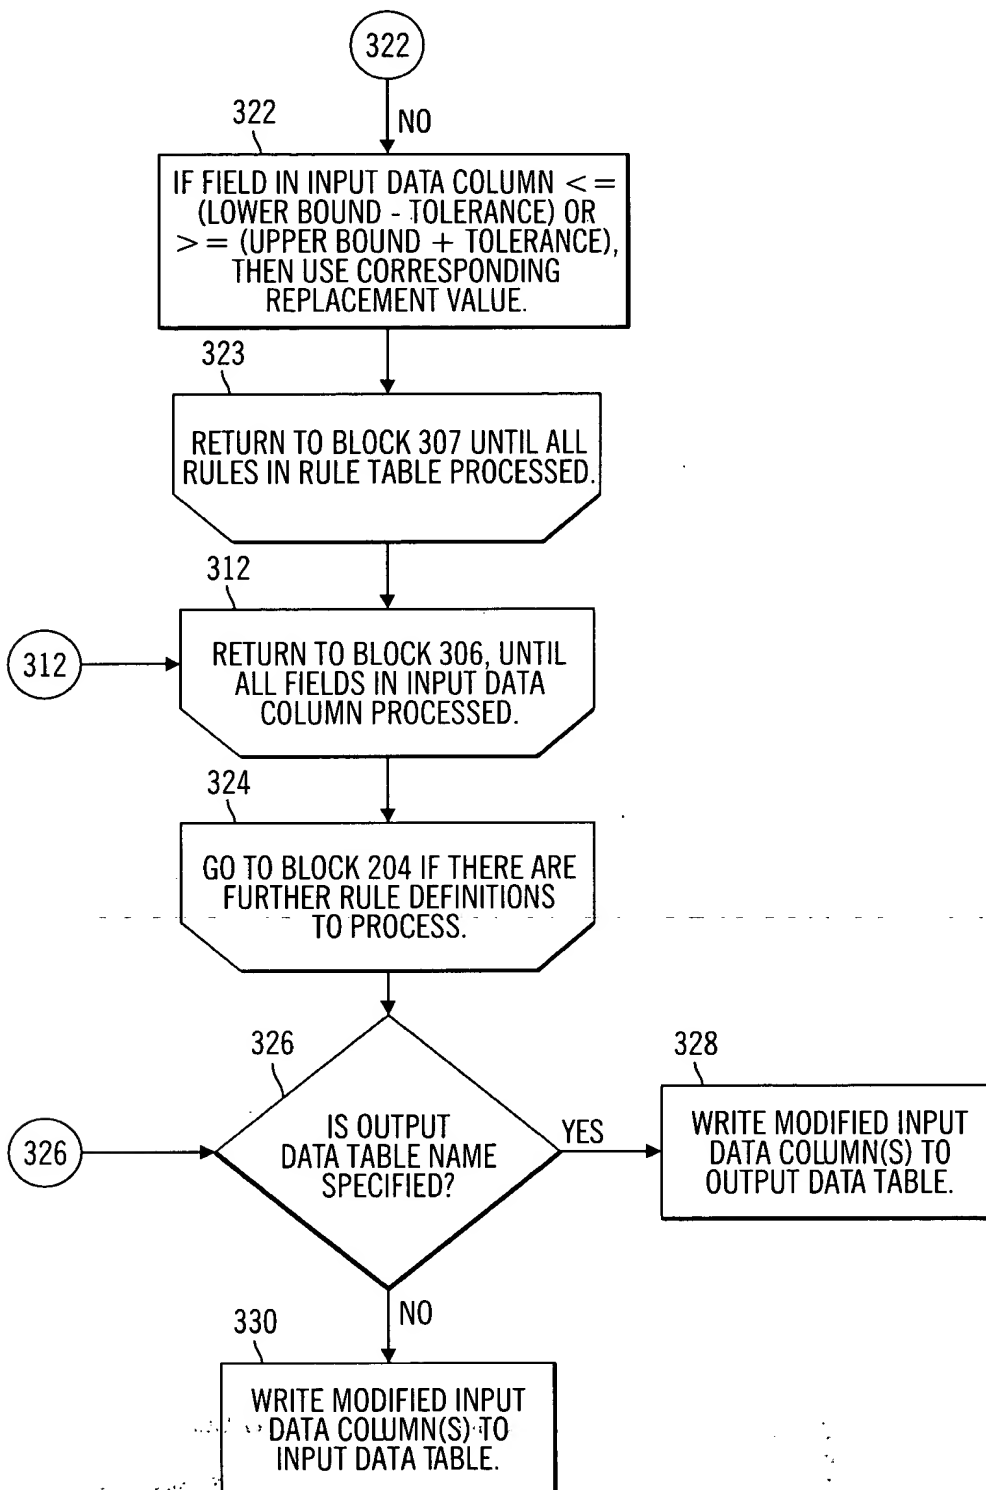 322
NO
322
IF FIELD IN INPUT DATA COLUMN < =
(LOWER BOUND - TOLERANCE) OR
> = (UPPER BOUND + TOLERANCE),
THEN USE CORRESPONDING
REPLACEMENT VALUE.
323
RETURN TO BLOCK 307 UNTIL ALL
RULES IN RULE TABLE PROCESSED.
312
312
RETURN TO BLOCK 306, UNTIL
ALL FIELDS IN INPUT DATA
COLUMN PROCESSED.
324
GO TO BLOCK 204 IF THERE ARE
FURTHER RULE DEFINITIONS
TO PROCESS.
326
326
IS OUTPUT
DATA TABLE NAME
SPECIFIED?
YES
328
WRITE MODIFIED INPUT
DATA COLUMN(S) TO
OUTPUT DATA TABLE.
NO
330
WRITE MODIFIED INPUT
DATA COLUMN(S) TO
INPUT DATA TABLE.